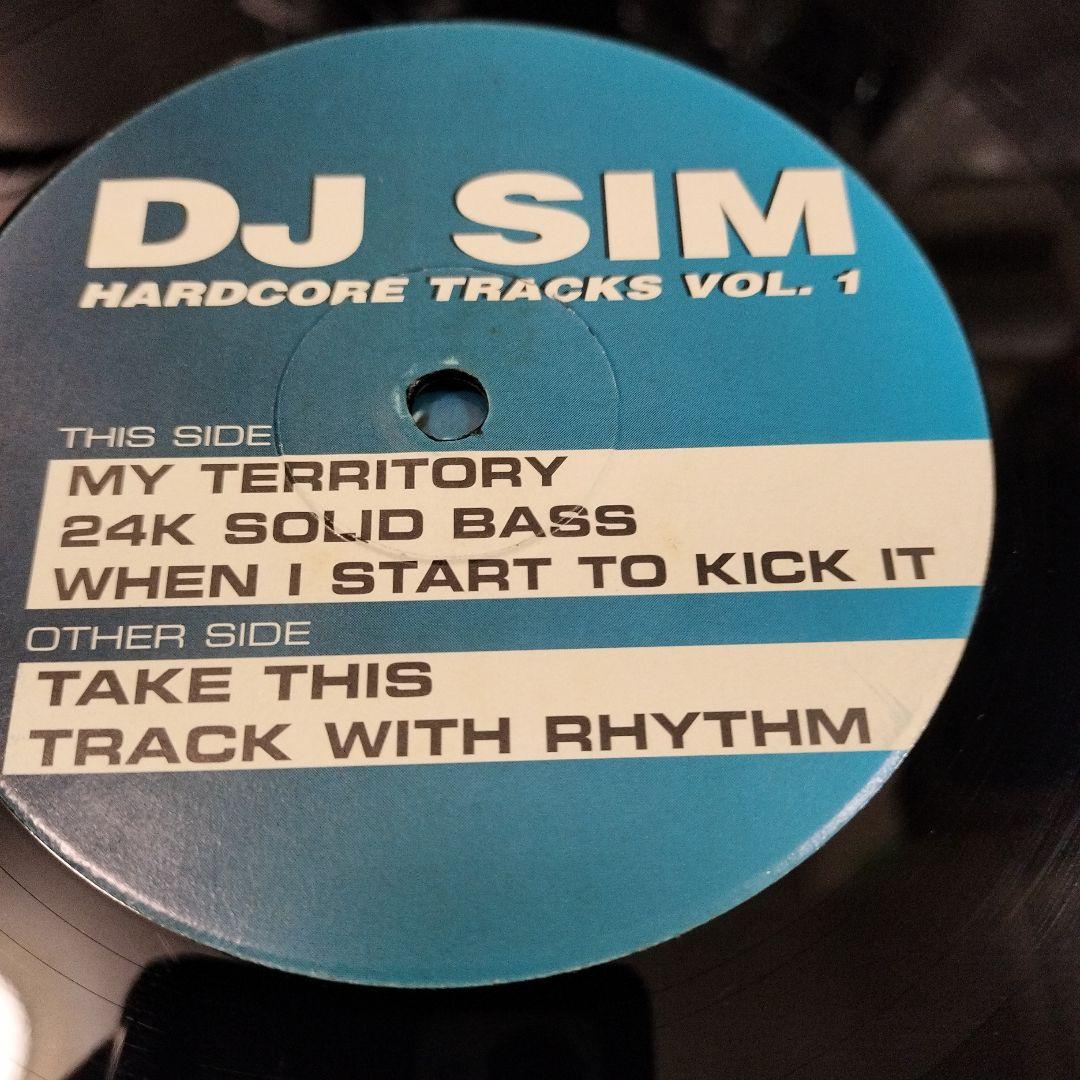 DJ SIM
HARDCORE TRACKS VOL. 1
THIS SIDE
MY TERRITORY
24K SOLID BASS
WHEN I START TO KICK IT
OTHER SIDE
TAKE THIS
TRACK WITH RHYTHM